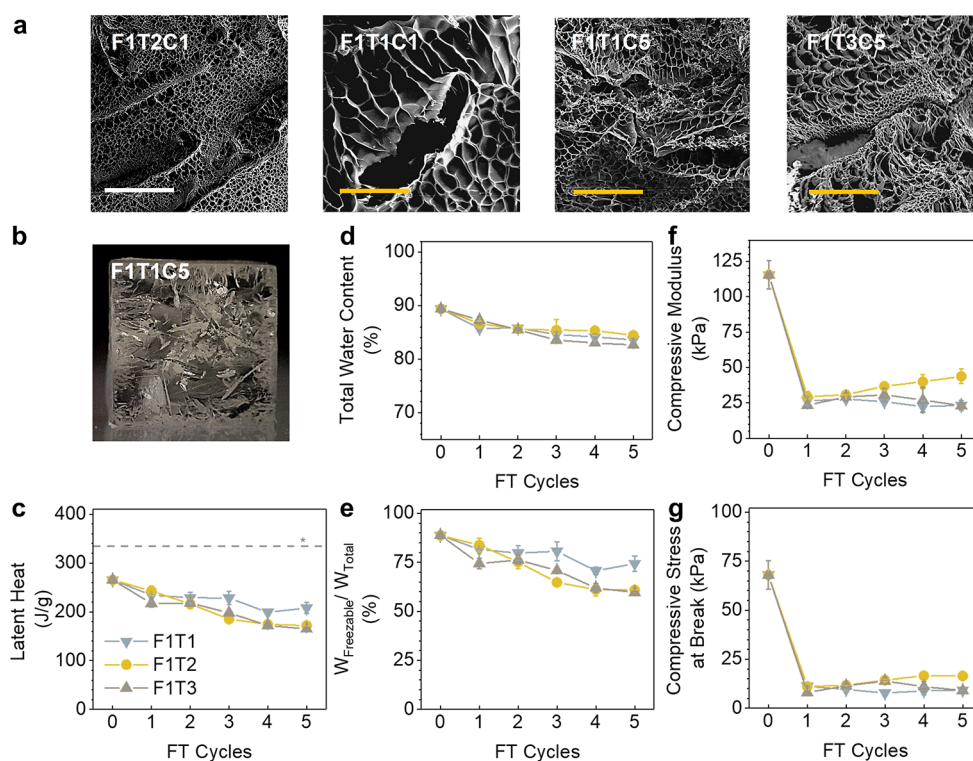 a
F1T2C1
F1T1C1
F1T1C5
F1T3C5
b
F1T1C5
d
100
90
80
70
Total Water Content
(%)
0 1 2 3 4 5
FT Cycles
f
125
100
75
50
25
0
Compressive Modulus
(kPa)
0 1 2 3 4 5
FT Cycles
c
400
300
200
100
0
Latent Heat
(J/g)
*
F1T1
F1T2
F1T3
0 1 2 3 4 5
FT Cycles
e
100
75
50
25
0
W_Freezable/ W_Total
(%)
0 1 2 3 4 5
FT Cycles
g
100
75
50
25
0
Compressive Stress
at Break (kPa)
0 1 2 3 4 5
FT Cycles